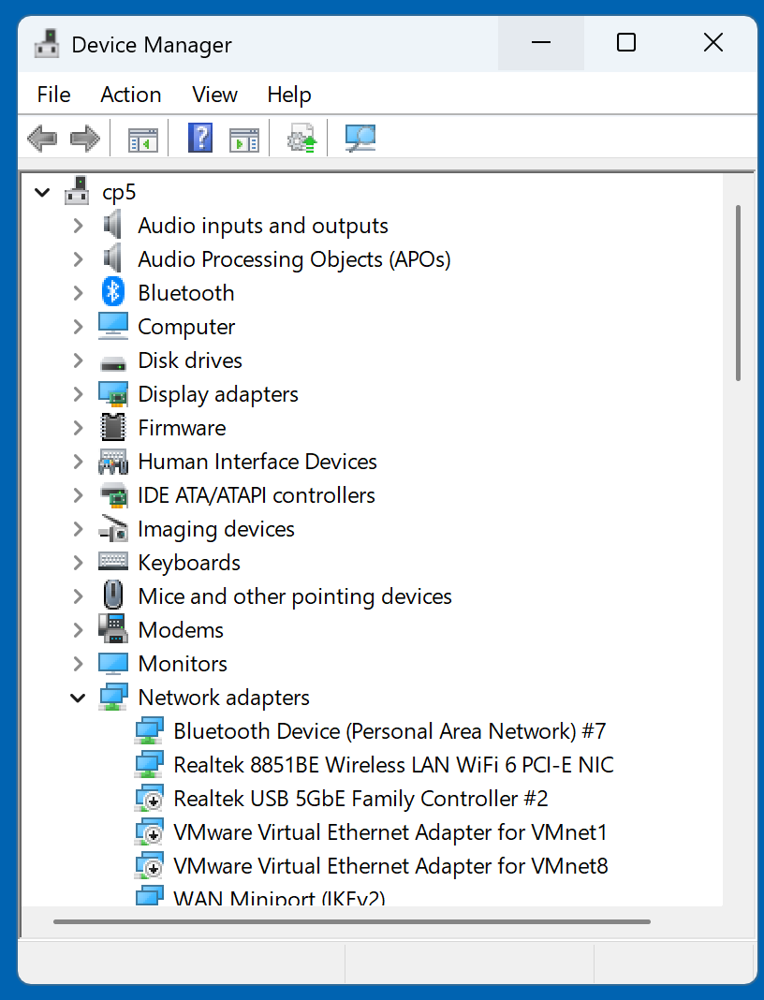 Device Manager
File Action View Help
cp5
Audio inputs and outputs
Audio Processing Objects (APOs)
Bluetooth
Computer
Disk drives
Display adapters
Firmware
Human Interface Devices
IDE ATA/ATAPI controllers
Imaging devices
Keyboards
Mice and other pointing devices
Modems
Monitors
Network adapters
Bluetooth Device (Personal Area Network) #7
Realtek 8851BE Wireless LAN WiFi 6 PCI-E NIC
Realtek USB 5GbE Family Controller #2
VMware Virtual Ethernet Adapter for VMnet1
VMware Virtual Ethernet Adapter for VMnet8
WAN Miniport (IKEv2)